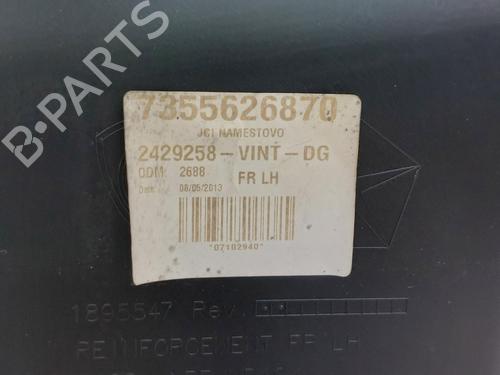 7355626870
JCI NAMESTOVO
2429258-VINT-DG
ODM: 2688 FR LH
Date: 08/05/2013
*07102940*
1895547 Rev.
REINFORCEMENT FR LH